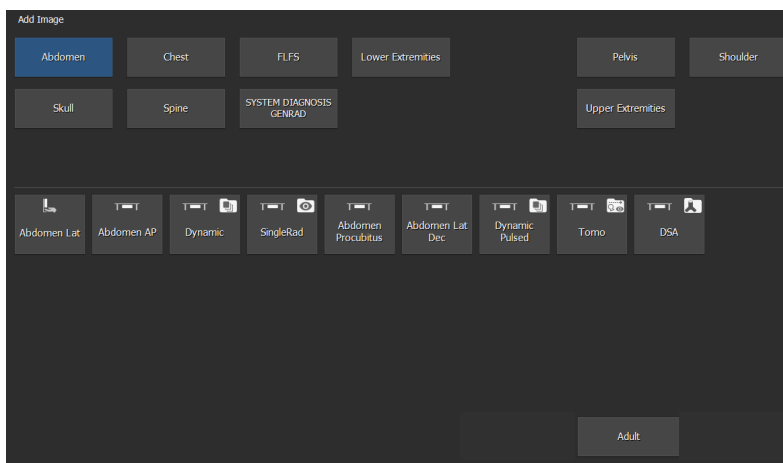 Add Image
Abdomen
Chest
FLFS
Lower Extremities
Pelvis
Shoulder
Skull
Spine
SYSTEM DIAGNOSIS
GENRAD
Upper Extremities
Abdomen Lat
Abdomen AP
Dynamic
SingleRad
Abdomen
Procubitus
Abdomen Lat
Dec
Dynamic
Pulsed
Tomo
DSA
Adult